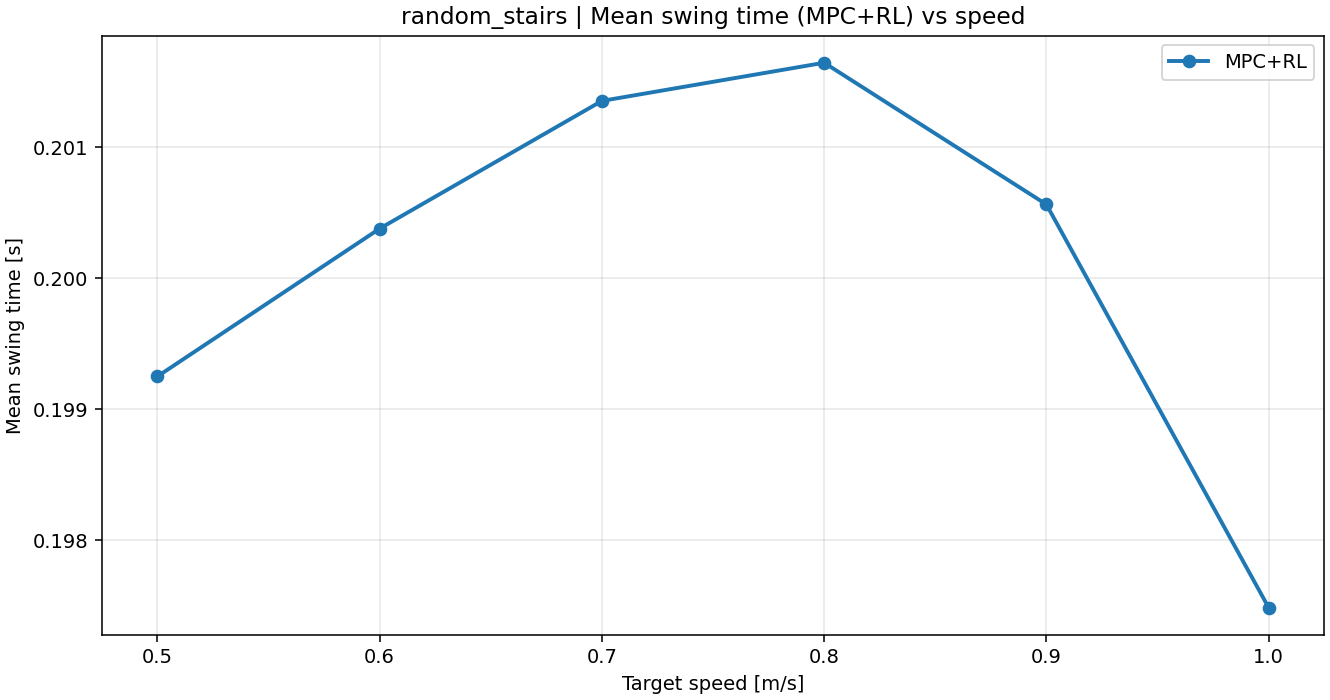 random_stairs | Mean swing time (MPC+RL) vs speed
MPC+RL
Mean swing time [s]
0.201
0.200
0.199
0.198
0.5 0.6 0.7 0.8 0.9 1.0
Target speed [m/s]